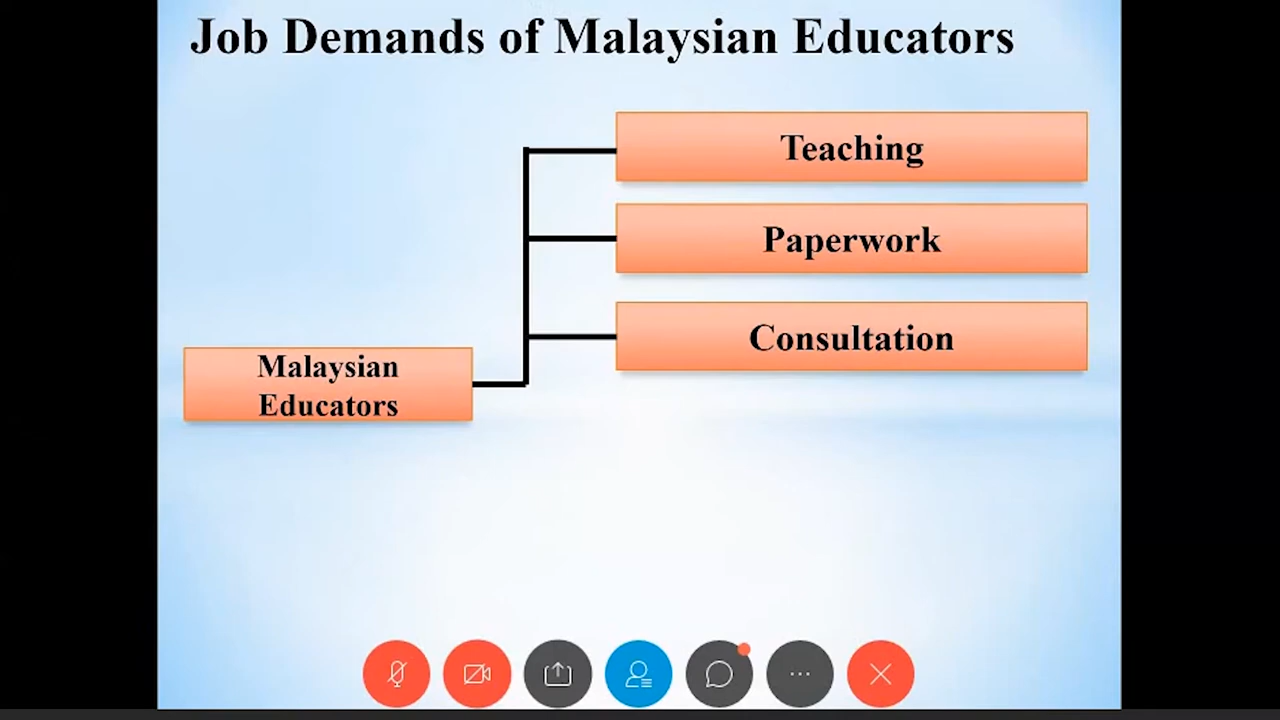 Job Demands of Malaysian Educators
Teaching
Paperwork
Consultation
Malaysian
Educators